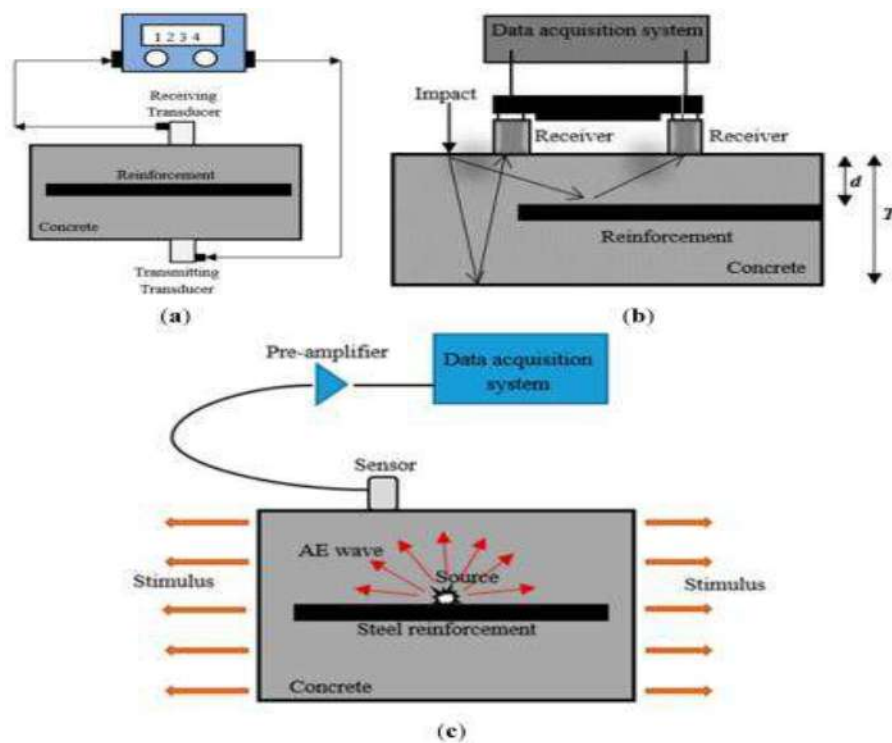 1 2 3 4
Receiving
Transducer
Reinforcement
Concrete
Transmitting
Transducer
(a)
Data acquisition system
Impact
Receiver
Receiver
d
T
Reinforcement
Concrete
(b)
Pre-amplifier
Data acquisition
system
Sensor
AE wave
Source
Stimulus
Stimulus
Steel reinforcement
Concrete
(c)